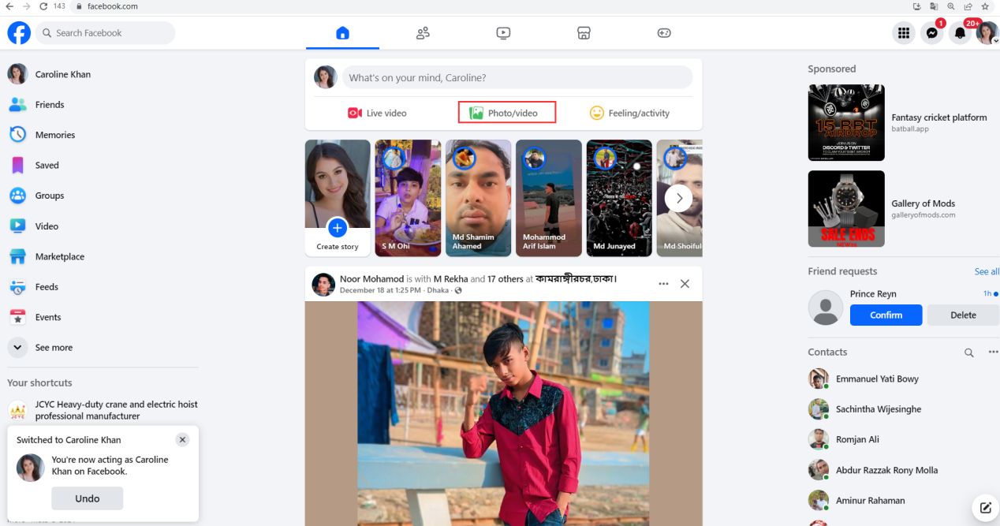 143
facebook.com
Search Facebook
1
20+
Caroline Khan
Friends
Memories
Saved
Groups
Video
Marketplace
Feeds
Events
See more
Your shortcuts
JCYC Heavy-duty crane and electric hoist
professional manufacturer
Switched to Caroline Khan
You're now acting as Caroline
Khan on Facebook.
Undo
What's on your mind, Caroline?
Live video
Photo/video
Feeling/activity
Create story
S M Ohi
Md Shamim
Ahamed
Mohammod
Arif Islam
Md Junayed
Md Shoiful
Noor Mohamod is with M Rekha and 17 others at কামরাঙ্গীরচর,ঢাকা।
December 18 at 1:25 PM · Dhaka ·
Sponsored
15 RBT
AIRDROP
DISCORD & TWITTER
Fantasy cricket platform
batball.app
SALE ENDS
Gallery of Mods
galleryofmods.com
Friend requests
See all
Prince Reyn
1h
Confirm
Delete
Contacts
Emmanuel Yati Bowy
Sachintha Wijesinghe
Romjan Ali
Abdur Razzak Rony Molla
Aminur Rahaman